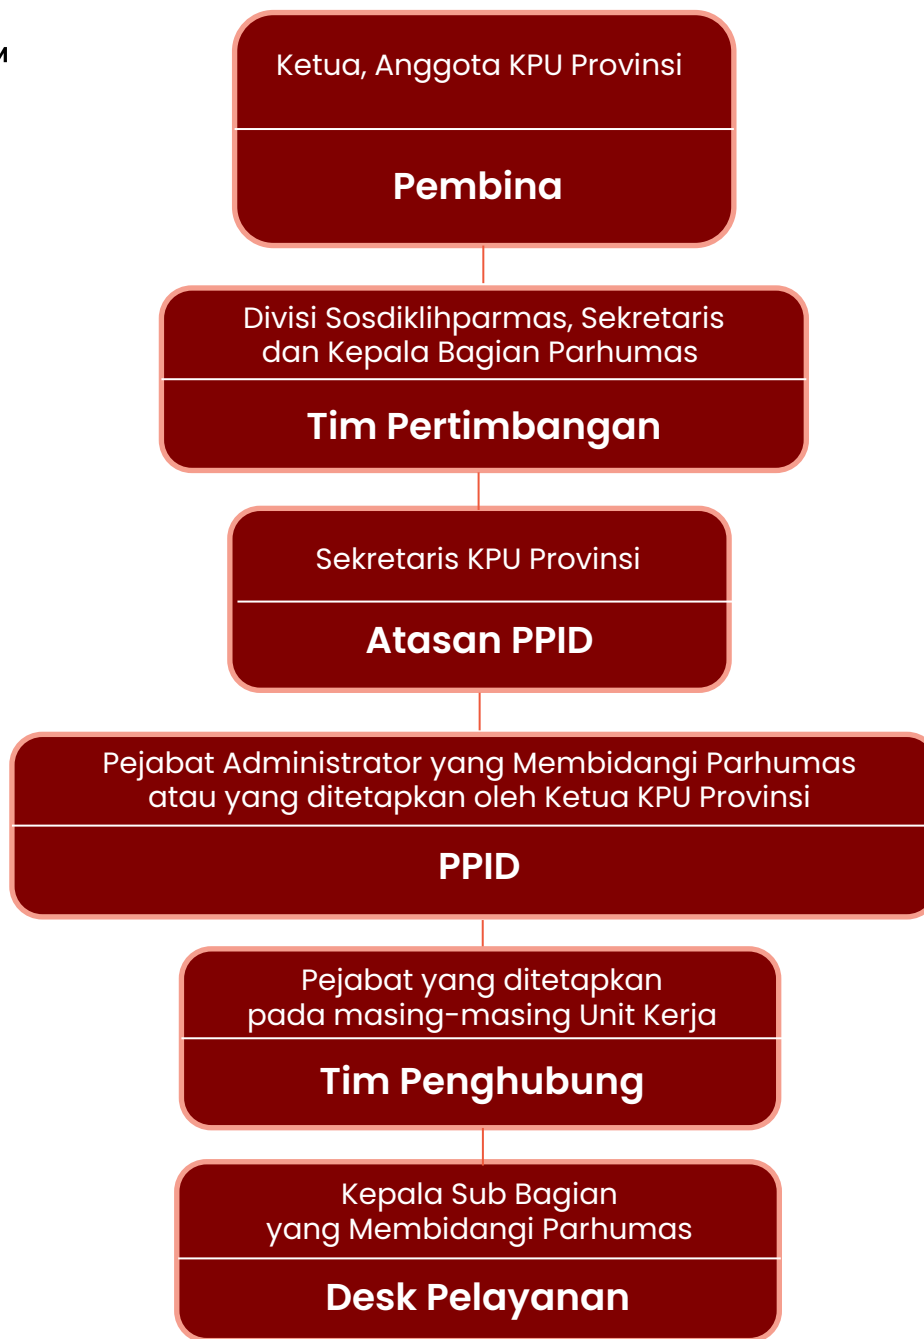 M
Ketua, Anggota KPU Provinsi
Pembina
Divisi Sosdiklihparmas, Sekretaris
dan Kepala Bagian Parhumas
Tim Pertimbangan
Sekretaris KPU Provinsi
Atasan PPID
Pejabat Administrator yang Membidangi Parhumas
atau yang ditetapkan oleh Ketua KPU Provinsi
PPID
Pejabat yang ditetapkan
pada masing-masing Unit Kerja
Tim Penghubung
Kepala Sub Bagian
yang Membidangi Parhumas
Desk Pelayanan